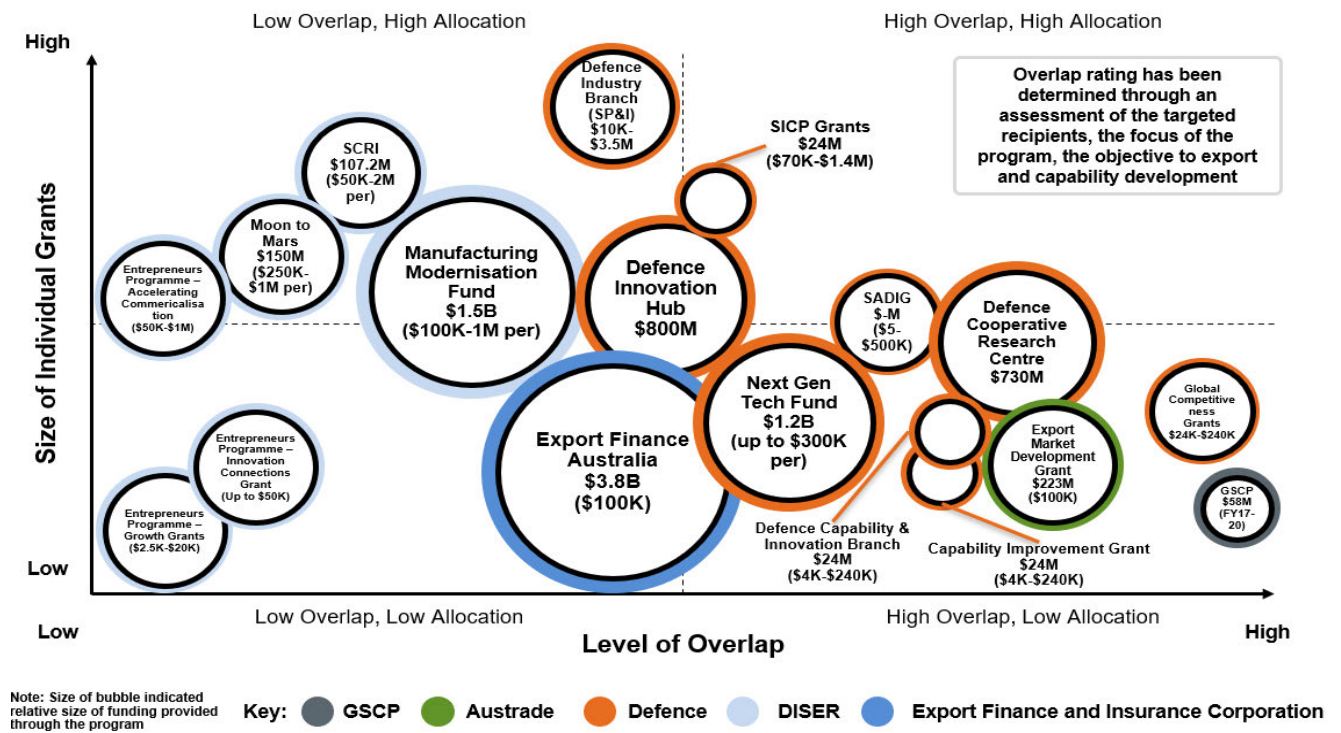 Low Overlap, High Allocation
High Overlap, High Allocation
High
Defence
Industry
Branch
(SP&I)
$10K-
$3.5M
Overlap rating has been
determined through an
assessment of the targeted
recipients, the focus of the
program, the objective to export
and capability development
SICP Grants
$24M
($70K-$1.4M)
SCRI
$107.2M
($50K-2M
per)
Moon to
Mars
$150M
($250K-
$1M per)
Entrepreneurs
Programme –
Accelerating
Commericalisa
tion
($50K-$1M)
Manufacturing
Modernisation
Fund
$1.5B
($100K-1M per)
Defence
Innovation
Hub
$800M
SADIG
$-M
($5-
500K)
Defence
Cooperative
Research
Centre
$730M
Size of Individual Grants
Next Gen
Tech Fund
$1.2B
(up to $300K
per)
Global
Competitive
ness
Grants
$24K-$240K
Entrepreneurs
Programme –
Innovation
Connections
Grant
(Up to $50K)
Export Finance
Australia
$3.8B
($100K)
Export
Market
Development
Grant
$223M
($100K)
GSCP
$58M
(FY17-
20)
Entrepreneurs
Programme –
Growth Grants
($2.5K-$20K)
Defence Capability &
Innovation Branch
$24M
($4K-$240K)
Capability Improvement Grant
$24M
($4K-$240K)
Low
Low Overlap, Low Allocation
High Overlap, Low Allocation
Low
Level of Overlap
High
Note: Size of bubble indicated
relative size of funding provided
through the program
Key:
GSCP
Austrade
Defence
DISER
Export Finance and Insurance Corporation